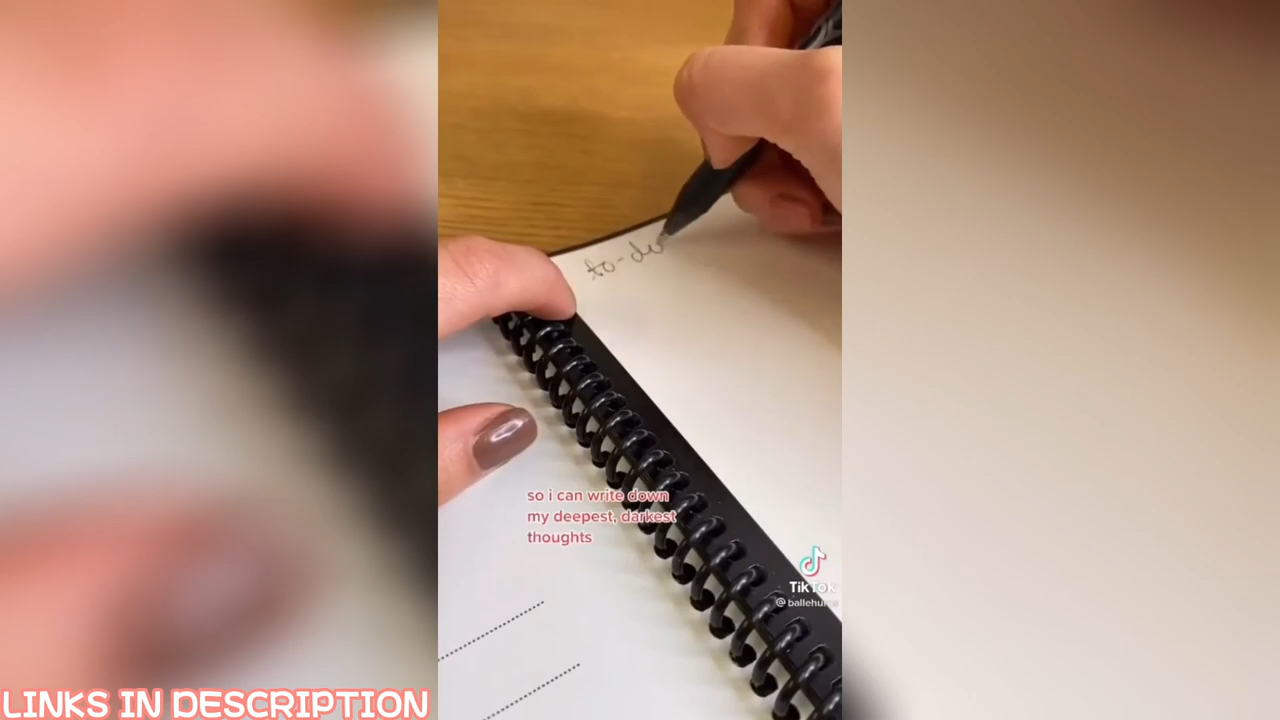 to-do
so i can write down
my deepest, darkest
thoughts
TikTok
LINKS IN DESCRIPTION